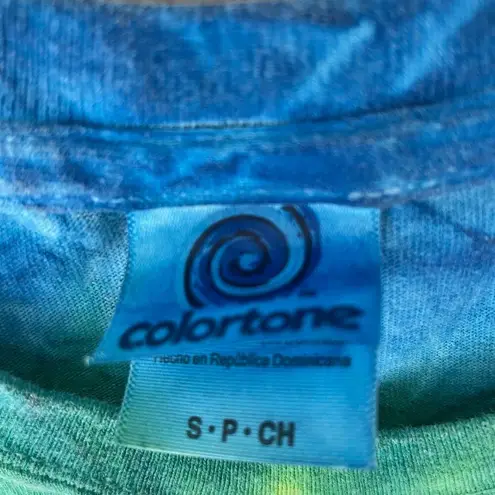 colortone
Hecho en República Dominicana
S · P · CH